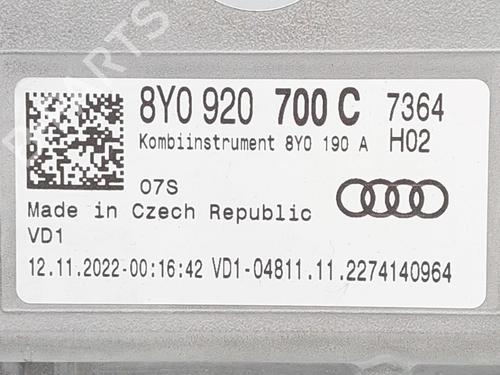 8Y0 920 700 C 7364
Kombiinstrument 8Y0 190 A H02
07S
Made in Czech Republic
VD1
12.11.2022-00:16:42 VD1-04811.11.2274140964